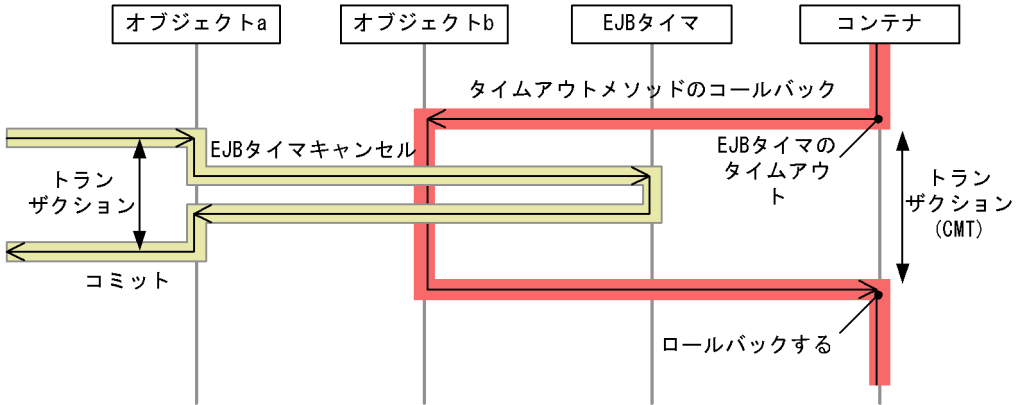 オブジェクトa
オブジェクトb
EJBタイマ
コンテナ
タイムアウトメソッドのコールバック
EJBタイマキャンセル
EJBタイマの
タイムアウ
ト
トラン
ザクション
トラン
ザクション
(CMT)
コミット
ロールバックする